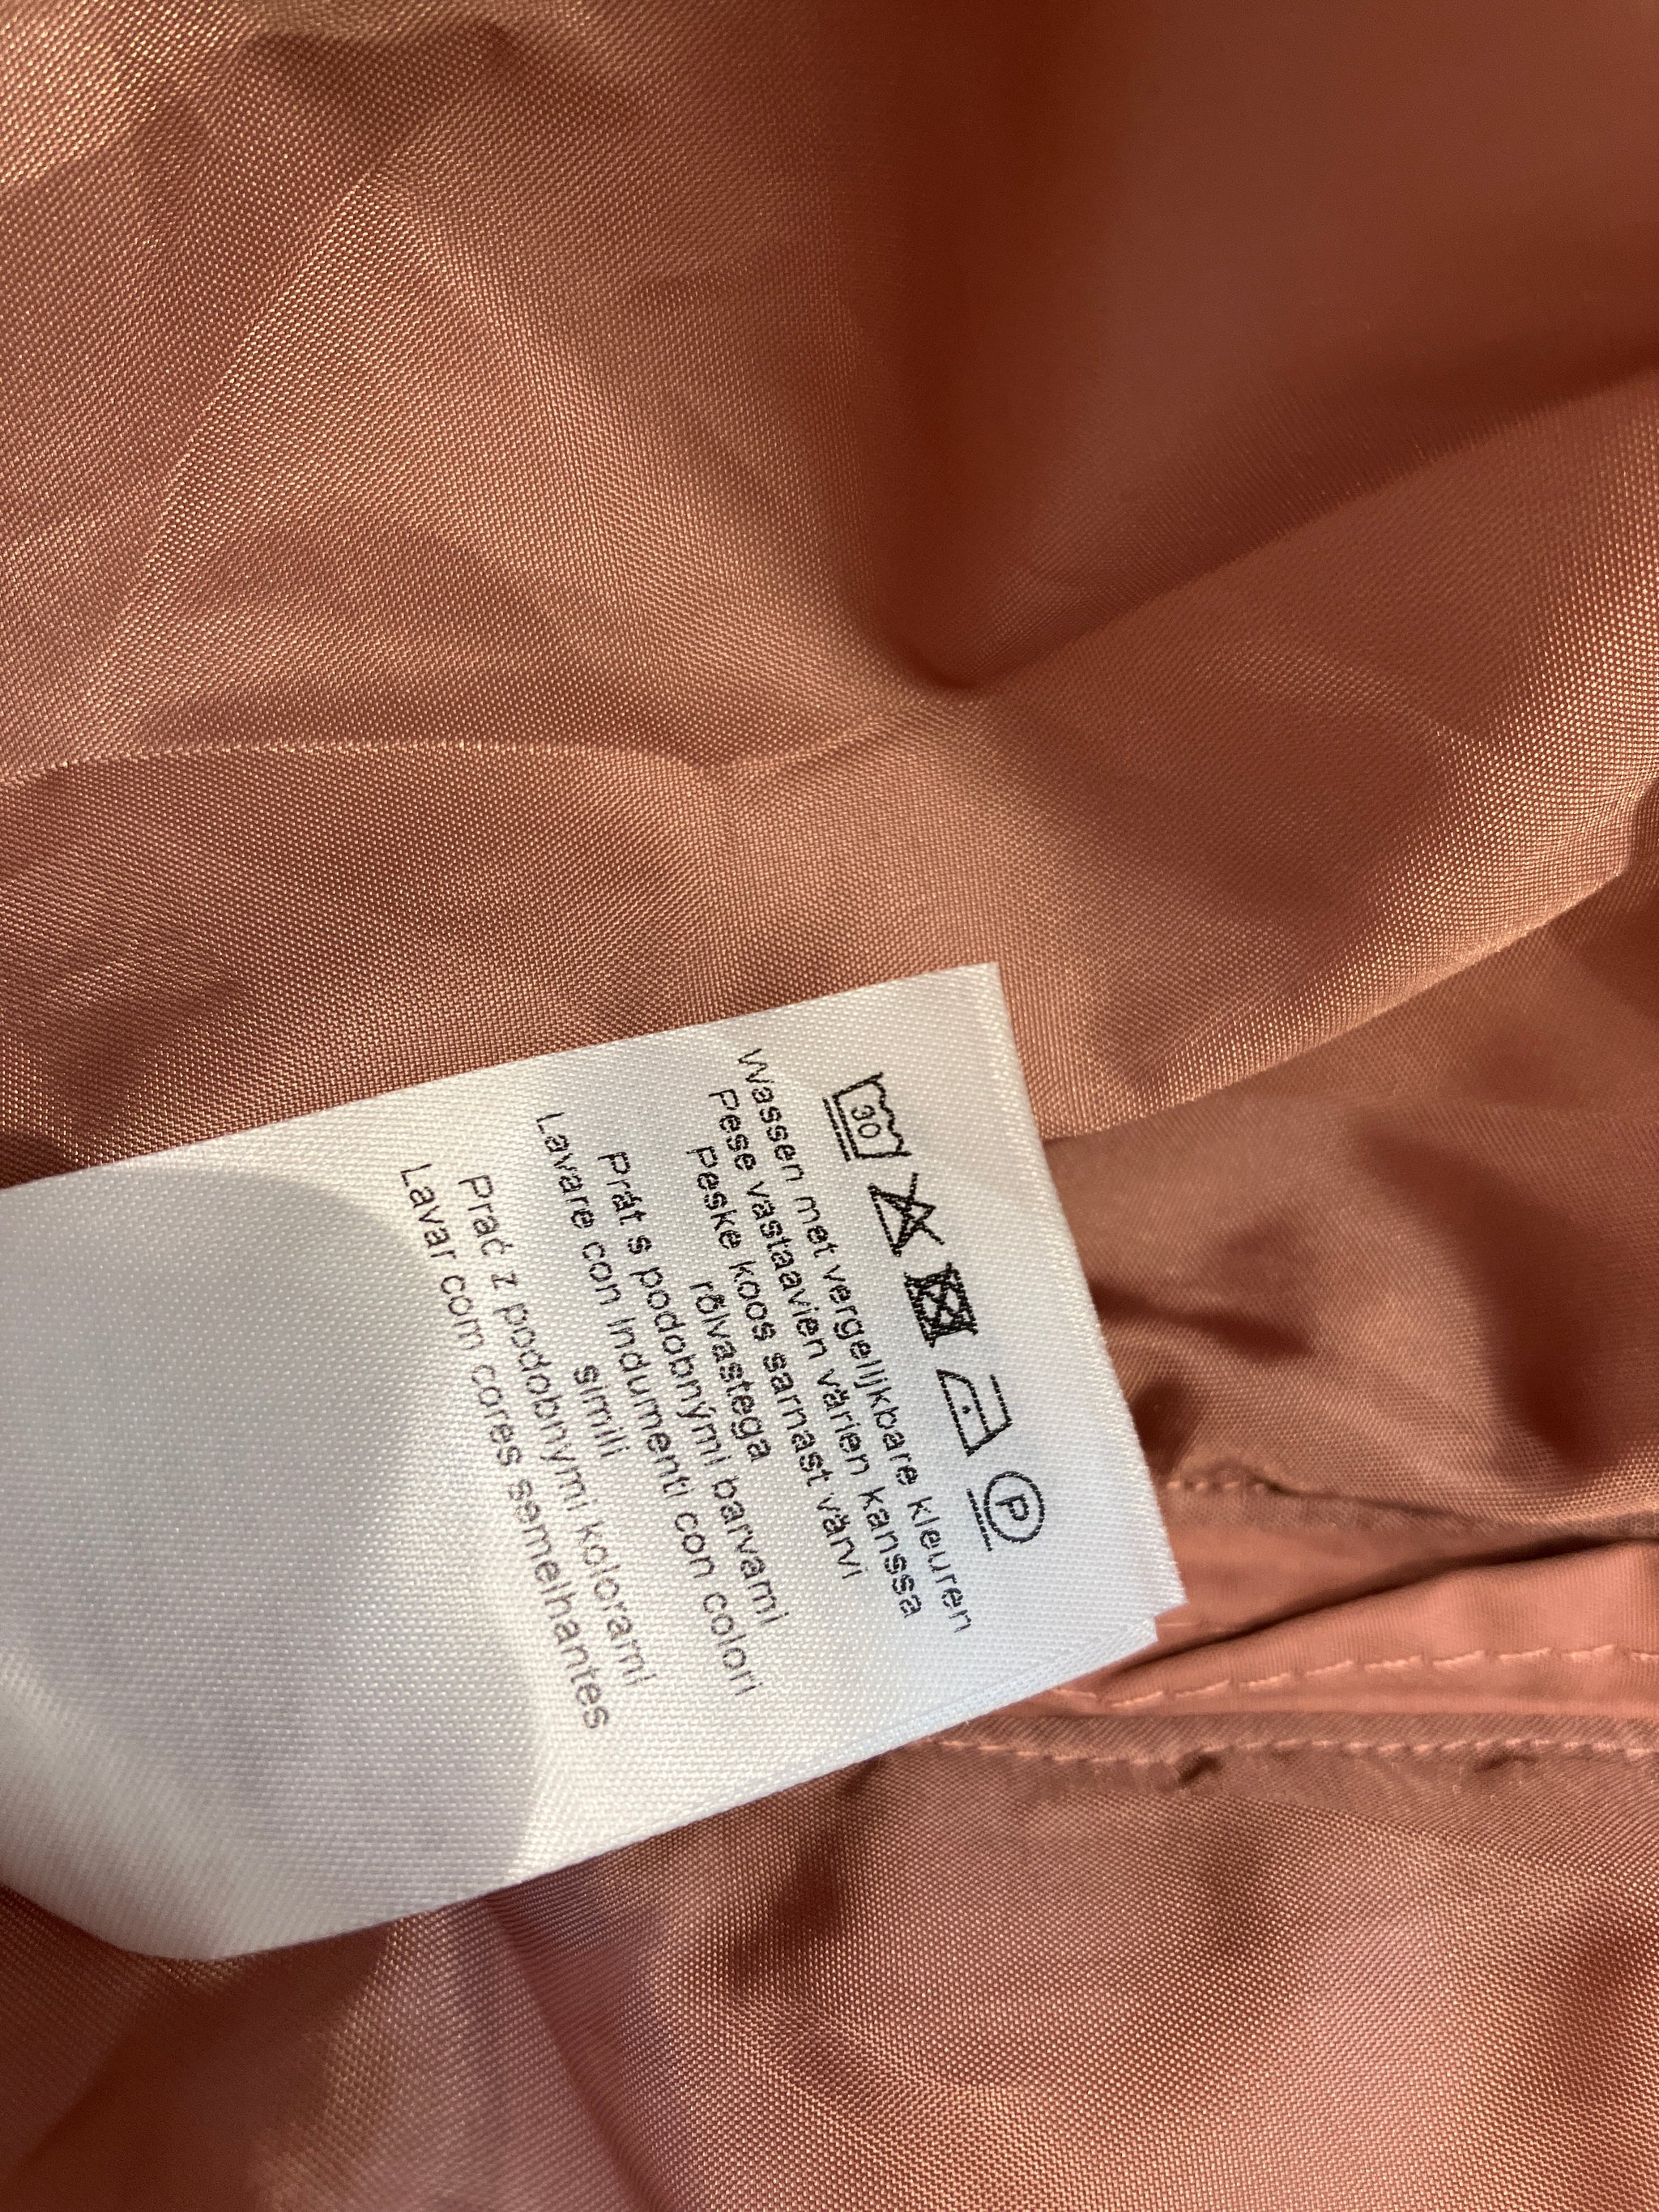 30 P
Wassen met vergelijkbare kleuren
Pese vastaavien värien kanssa
Peske koos sarnast värvi
rõivastega
Prát s podobnými barvami
Lavare con indumenti con colori
simili
Prać z podobnymi kolorami
Lavar com cores semelhantes